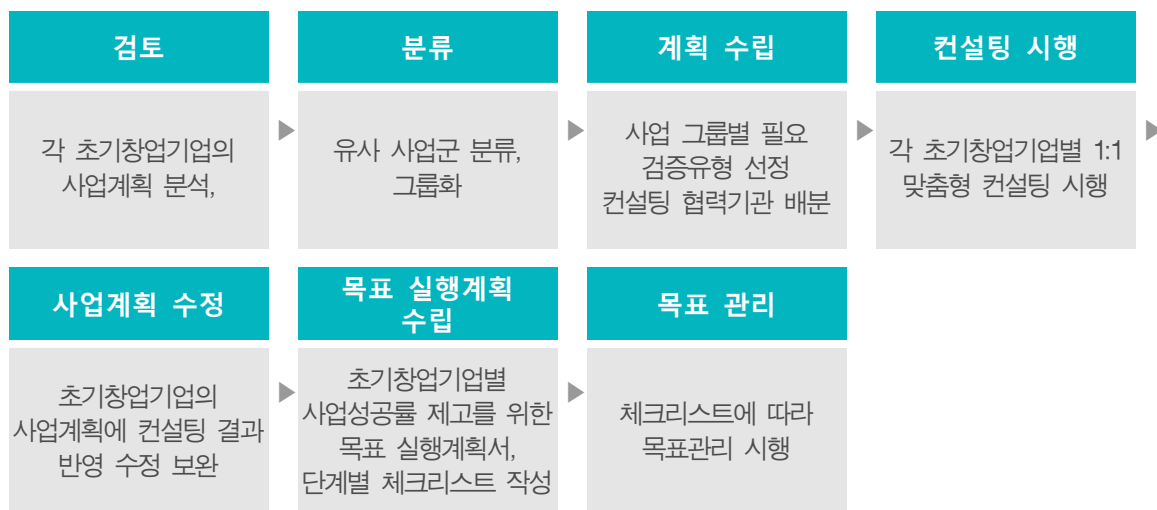 검토
각 초기창업기업의
사업계획 분석,
▶
분류
유사 사업군 분류,
그룹화
▶
계획 수립
사업 그룹별 필요
검증유형 선정
컨설팅 협력기관 배분
▶
컨설팅 시행
각 초기창업기업별 1:1
맞춤형 컨설팅 시행
▶
사업계획 수정
초기창업기업의
사업계획에 컨설팅 결과
반영 수정 보완
▶
목표 실행계획
수립
초기창업기업별
사업성공률 제고를 위한
목표 실행계획서,
단계별 체크리스트 작성
▶
목표 관리
체크리스트에 따라
목표관리 시행